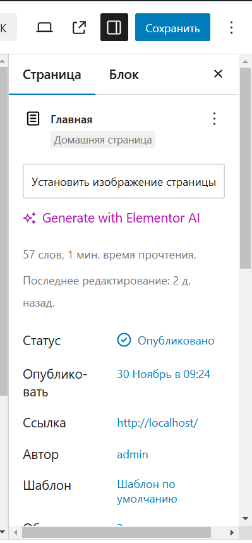 К
Сохранить
Страница Блок
Главная
Домашняя страница
Установить изображение страницы
Generate with Elementor AI
57 слов, 1 мин. время прочтения.
Последнее редактирование: 2 д.
назад.
Статус Опубликовано
Опублико-
вать 30 Ноябрь в 09:24
Ссылка http://localhost/
Автор admin
Шаблон Шаблон по
умолчанию